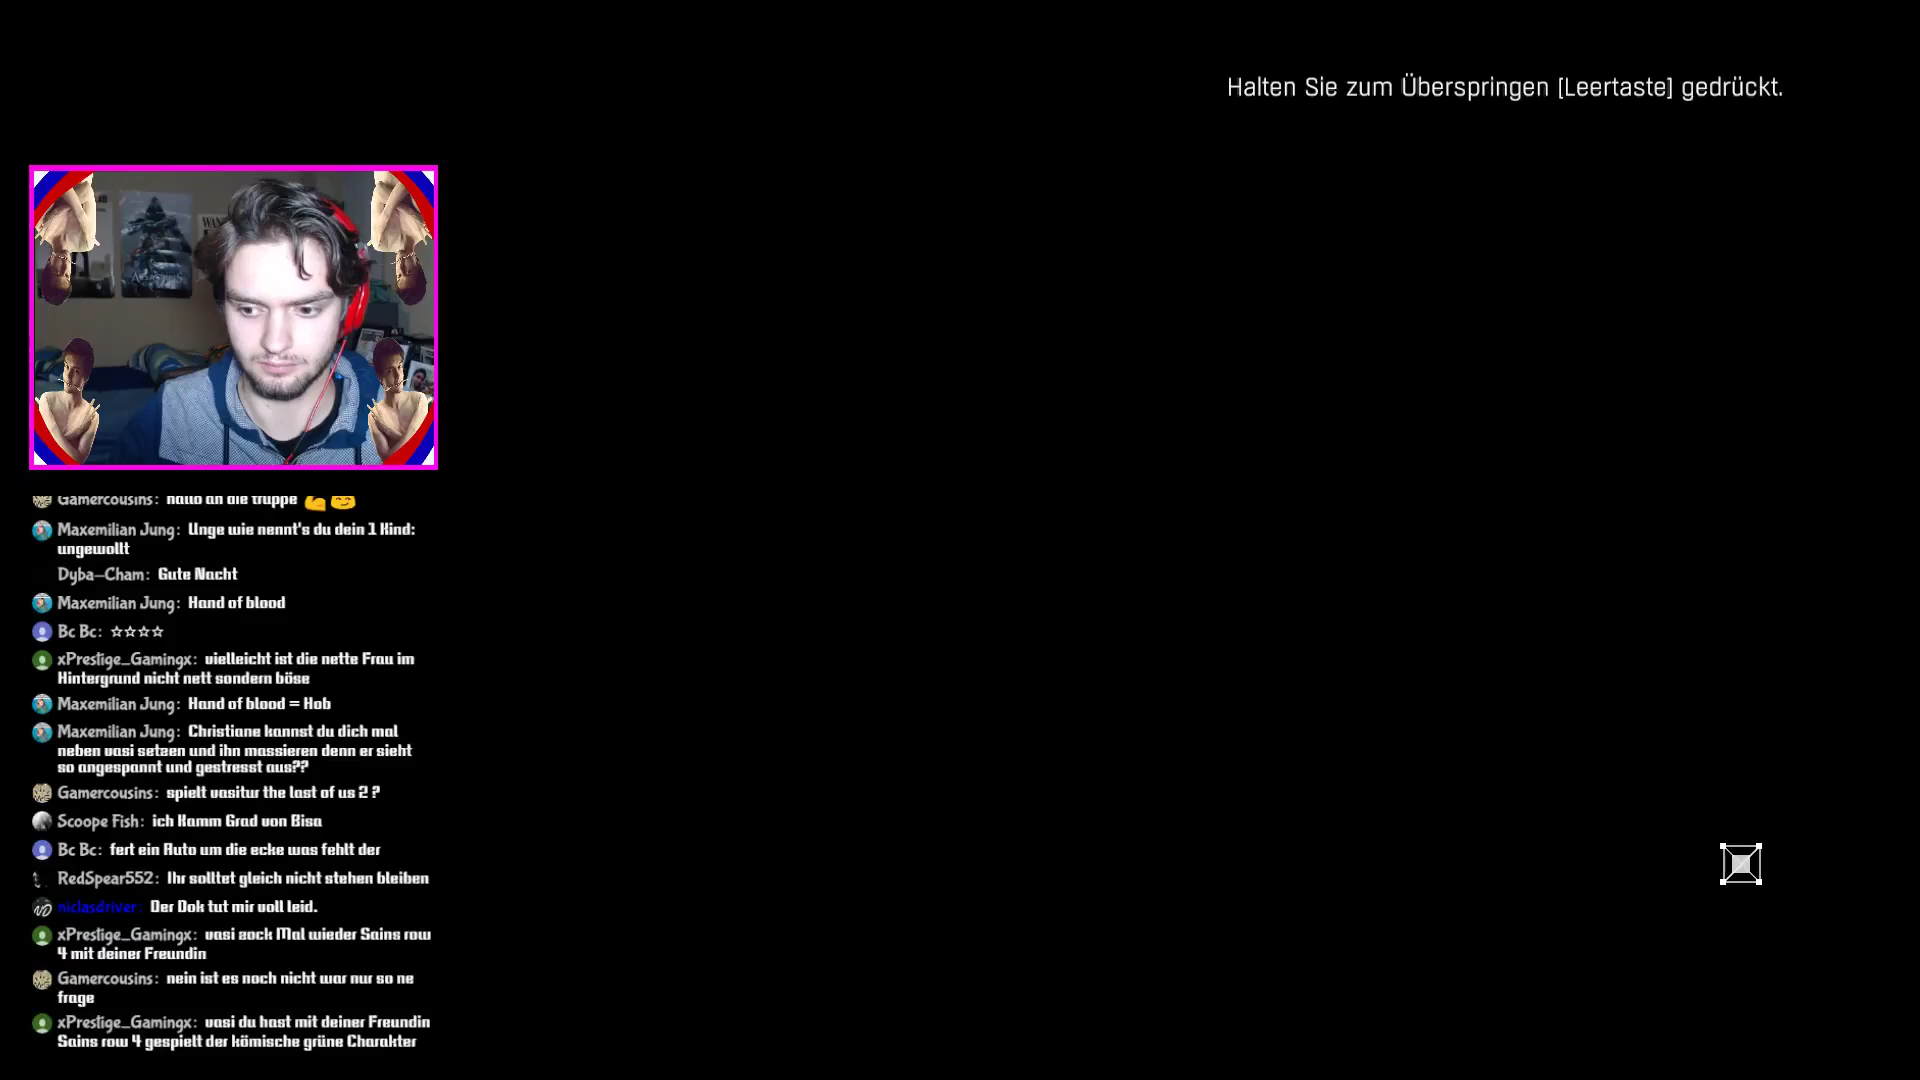 Halten Sie zum Überspringen [Leertaste] gedrückt.
Gamercousins: hallo an die truppe 💪😊
Maxemilian Jung: Unge wie nennt's du dein 1 Kind:
ungewollt
Dyba-Cham: Gute Nacht
Maxemilian Jung: Hand of blood
Bc Bc: ☆☆☆☆
xPrestige_Gamingx: vielleicht ist die nette Frau im
Hintergrund nicht nett sondern böse
Maxemilian Jung: Hand of blood = Hob
Maxemilian Jung: Christiane kannst du dich mal
neben vasi setzen und ihn massieren denn er sieht
so angespannt und gestresst aus??
Gamercousins: spielt vasitur the last of us 2 ?
Scoope Fish: ich Kamm Grad von Bisa
Bc Bc: fert ein Auto um die ecke was fehlt der
RedSpear552: Ihr solltet gleich nicht stehen bleiben
niclasdriver: Der Dok tut mir voll leid.
xPrestige_Gamingx: vasi zock Mal wieder Sains row
4 mit deiner Freundin
Gamercousins: nein ist es noch nicht war nur so ne
frage
xPrestige_Gamingx: vasi du hast mit deiner Freundin
Sains row 4 gespielt der kömische grüne Charakter